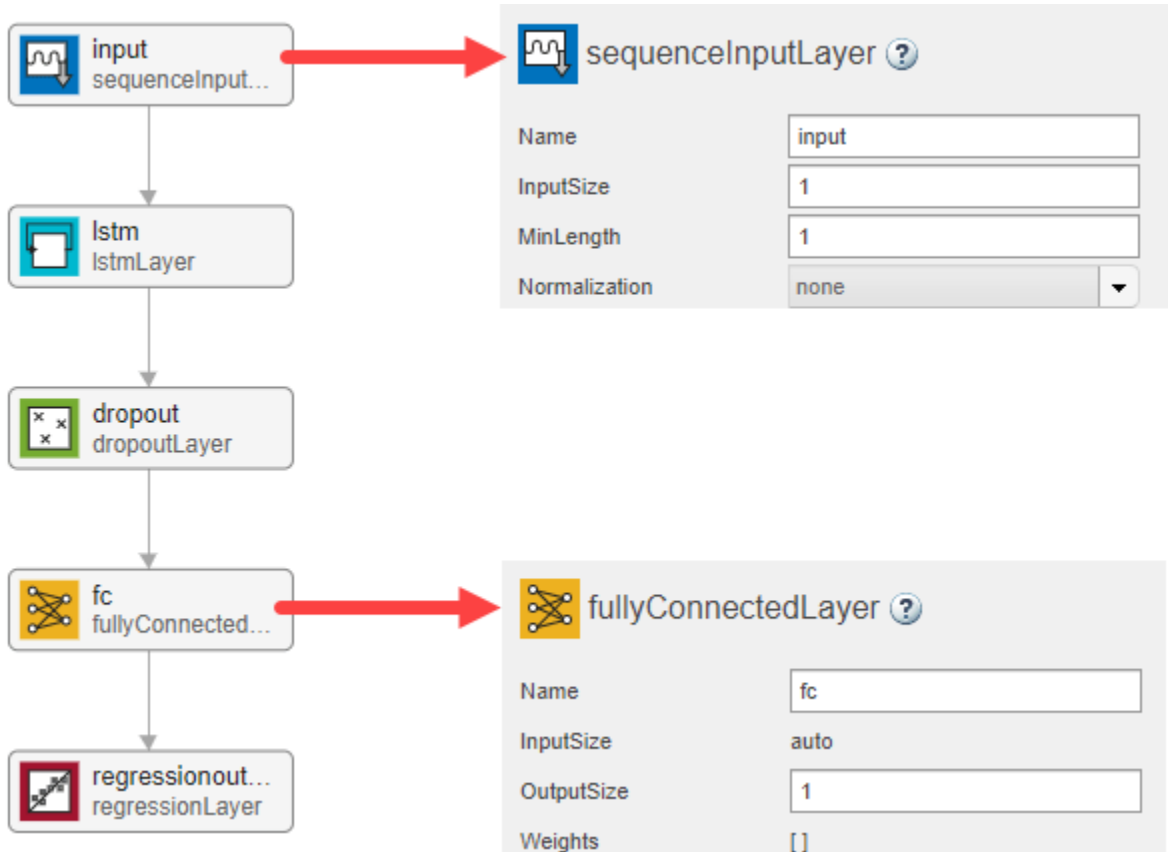 input
sequenceInput...
lstm
lstmLayer
dropout
dropoutLayer
fc
fullyConnected...
regressionout...
regressionLayer
sequenceInputLayer ?
Name input
InputSize 1
MinLength 1
Normalization none
fullyConnectedLayer ?
Name fc
InputSize auto
OutputSize 1
Weights []